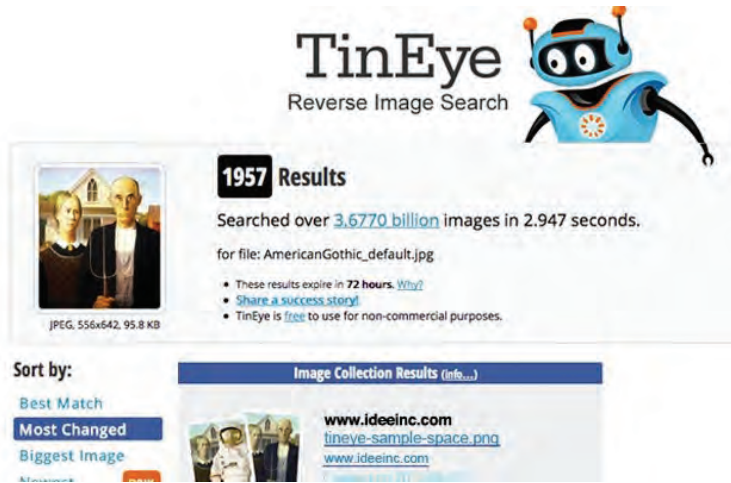 TinEye
Reverse Image Search
1957 Results
Searched over 3.6770 billion images in 2.947 seconds.
for file: AmericanGothic_default.jpg
• These results expire in 72 hours. Why?
• Share a success story!
• TinEye is free to use for non-commercial purposes.
JPEG, 556x642, 95.8 KB
Sort by:
Best Match
Most Changed
Biggest Image
Newest
Image Collection Results (info...)
www.ideeinc.com
tineye-sample-space.png
www.ideeinc.com